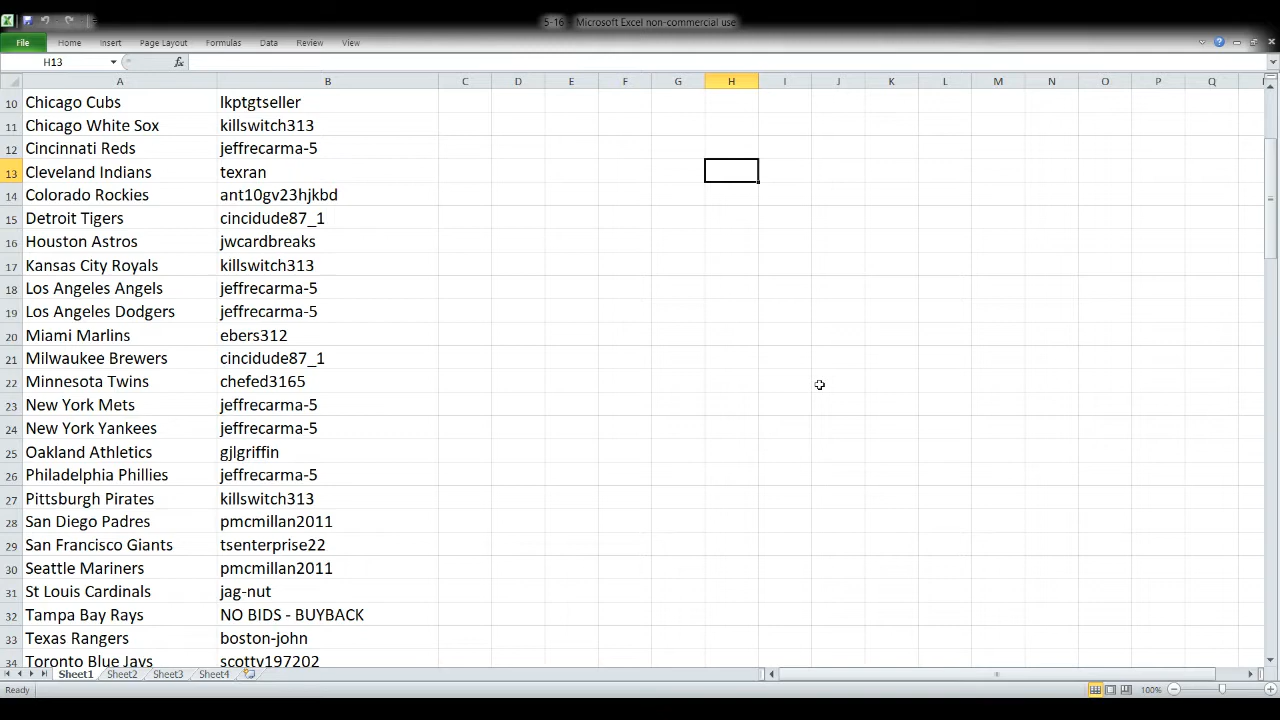 5-16 - Microsoft Excel non-commercial use
File Home Insert Page Layout Formulas Data Review View
H13 fx
A B C D E F G H I J K L M N O P Q
10 Chicago Cubs lkptgtseller
11 Chicago White Sox killswitch313
12 Cincinnati Reds jeffrecarma-5
13 Cleveland Indians texran
14 Colorado Rockies ant10gv23hjkbd
15 Detroit Tigers cincidude87_1
16 Houston Astros jwcardbreaks
17 Kansas City Royals killswitch313
18 Los Angeles Angels jeffrecarma-5
19 Los Angeles Dodgers jeffrecarma-5
20 Miami Marlins ebers312
21 Milwaukee Brewers cincidude87_1
22 Minnesota Twins chefed3165
23 New York Mets jeffrecarma-5
24 New York Yankees jeffrecarma-5
25 Oakland Athletics gjlgriffin
26 Philadelphia Phillies jeffrecarma-5
27 Pittsburgh Pirates killswitch313
28 San Diego Padres pmcmillan2011
29 San Francisco Giants tsenterprise22
30 Seattle Mariners pmcmillan2011
31 St Louis Cardinals jag-nut
32 Tampa Bay Rays NO BIDS - BUYBACK
33 Texas Rangers boston-john
34 Toronto Blue Jays scotty197202
Sheet1 Sheet2 Sheet3 Sheet4
Ready 100%